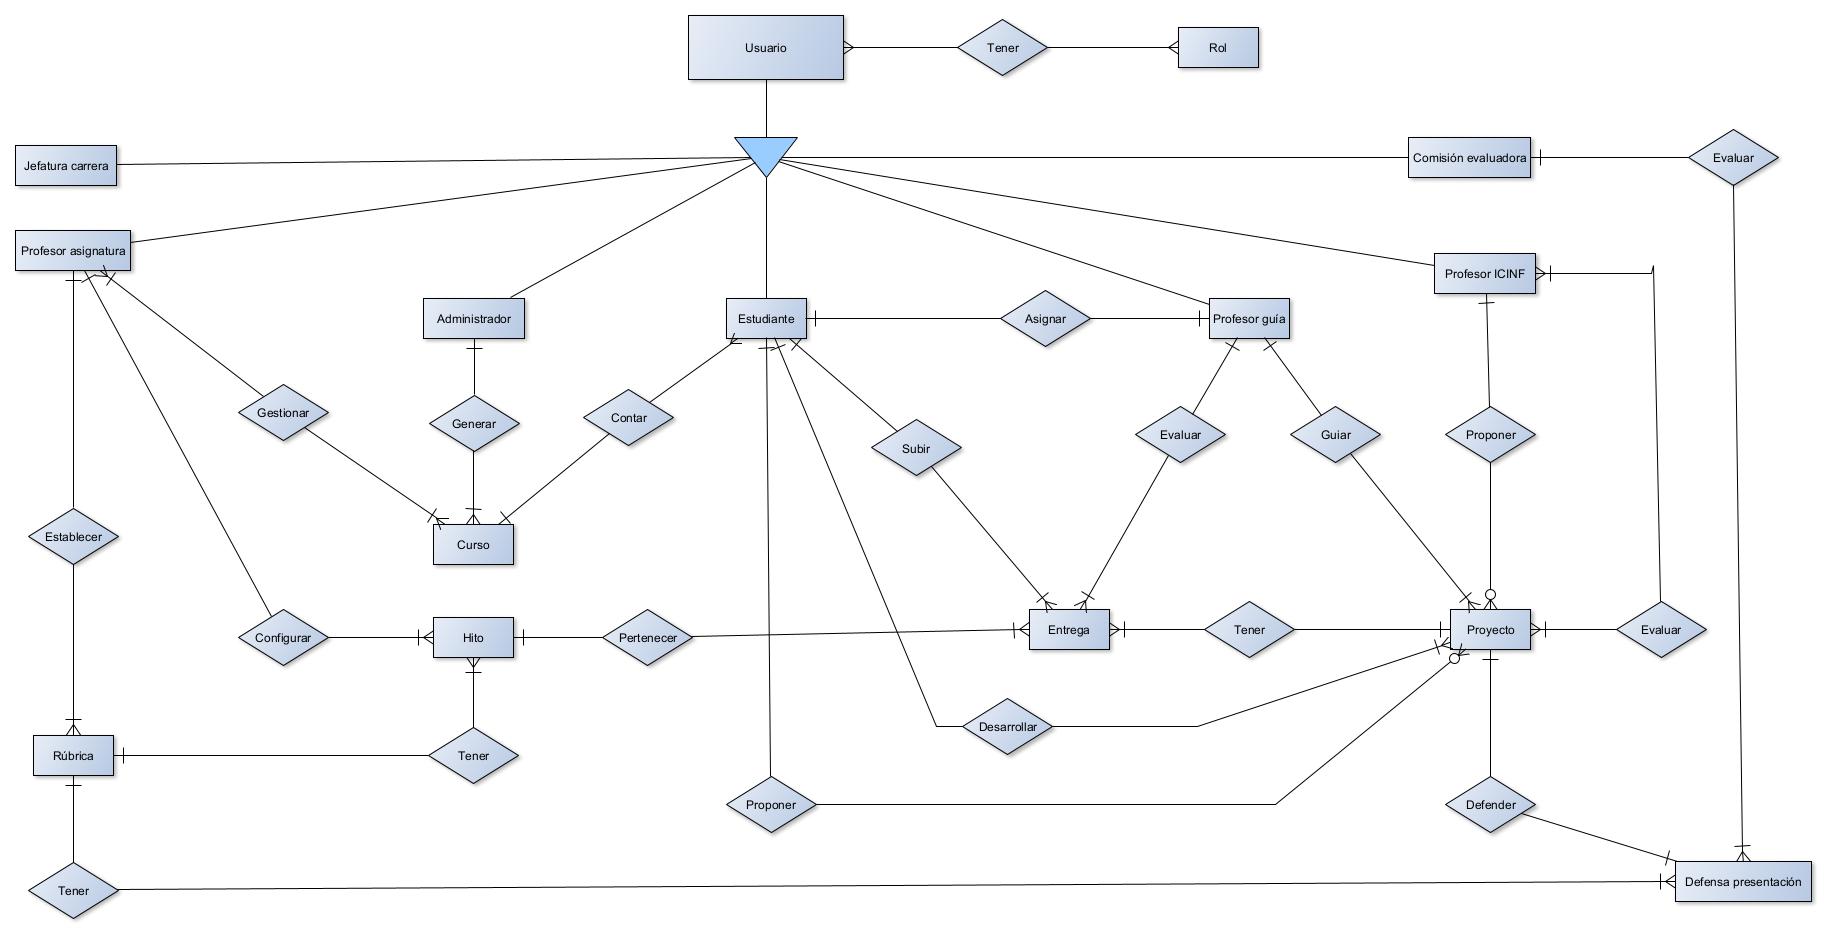 Usuario
Tener
Rol
Jefatura carrera
Comisión evaluadora
Evaluar
Profesor asignatura
Profesor ICINF
Administrador
Estudiante
Asignar
Profesor guía
Gestionar
Generar
Contar
Subir
Evaluar
Guiar
Proponer
Establecer
Curso
Configurar
Hito
Pertenecer
Entrega
Tener
Proyecto
Evaluar
Desarrollar
Rúbrica
Tener
Proponer
Defender
Tener
Defensa presentación